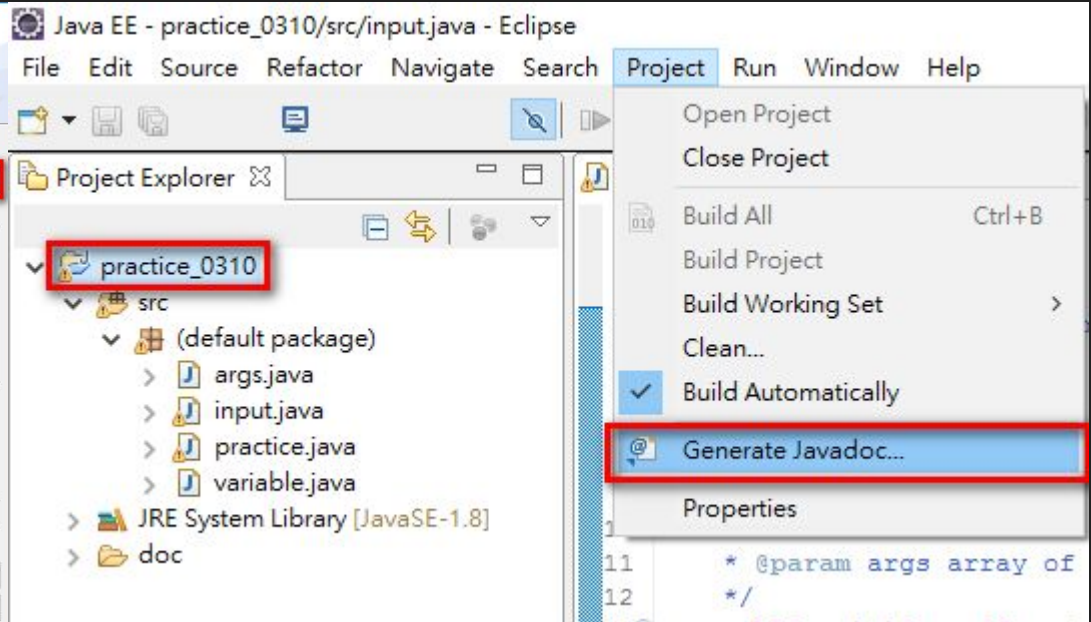 Java EE - practice_0310/src/input.java - Eclipse
File Edit Source Refactor Navigate Search Project Run Window Help
Project Explorer
practice_0310
src
(default package)
args.java
input.java
practice.java
variable.java
JRE System Library [JavaSE-1.8]
doc
Open Project
Close Project
Build All Ctrl+B
Build Project
Build Working Set
Clean...
Build Automatically
Generate Javadoc...
Properties
11 * @param args array of
12 */